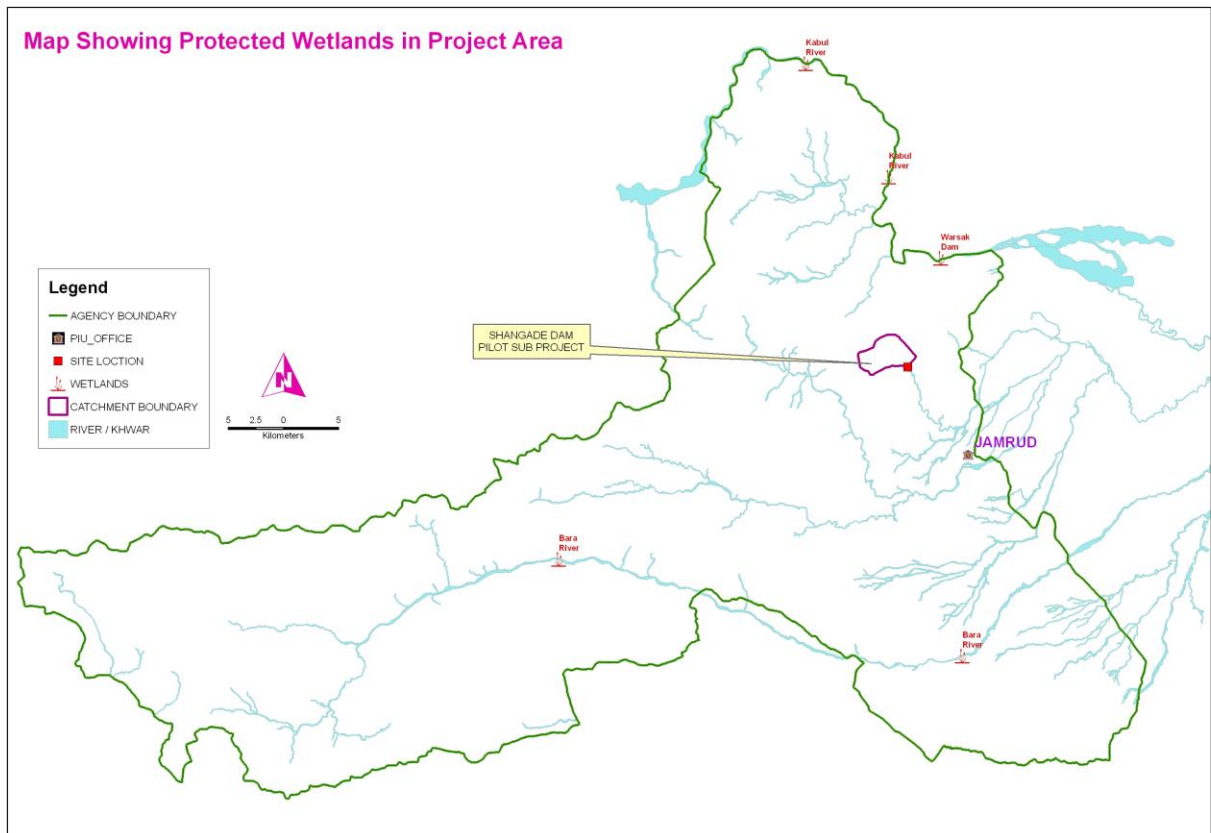 Map Showing Protected Wetlands in Project Area
Kabul
River
Kabul
River
Warsak
Dam
Legend
AGENCY BOUNDARY
PIU_OFFICE
SITE LOCTION
WETLANDS
CATCHMENT BOUNDARY
RIVER / KHWAR
N
5 2.5 0 5
Kilometers
SHANGADE DAM
PILOT SUB PROJECT
JAMRUD
Bara
River
Bara
River